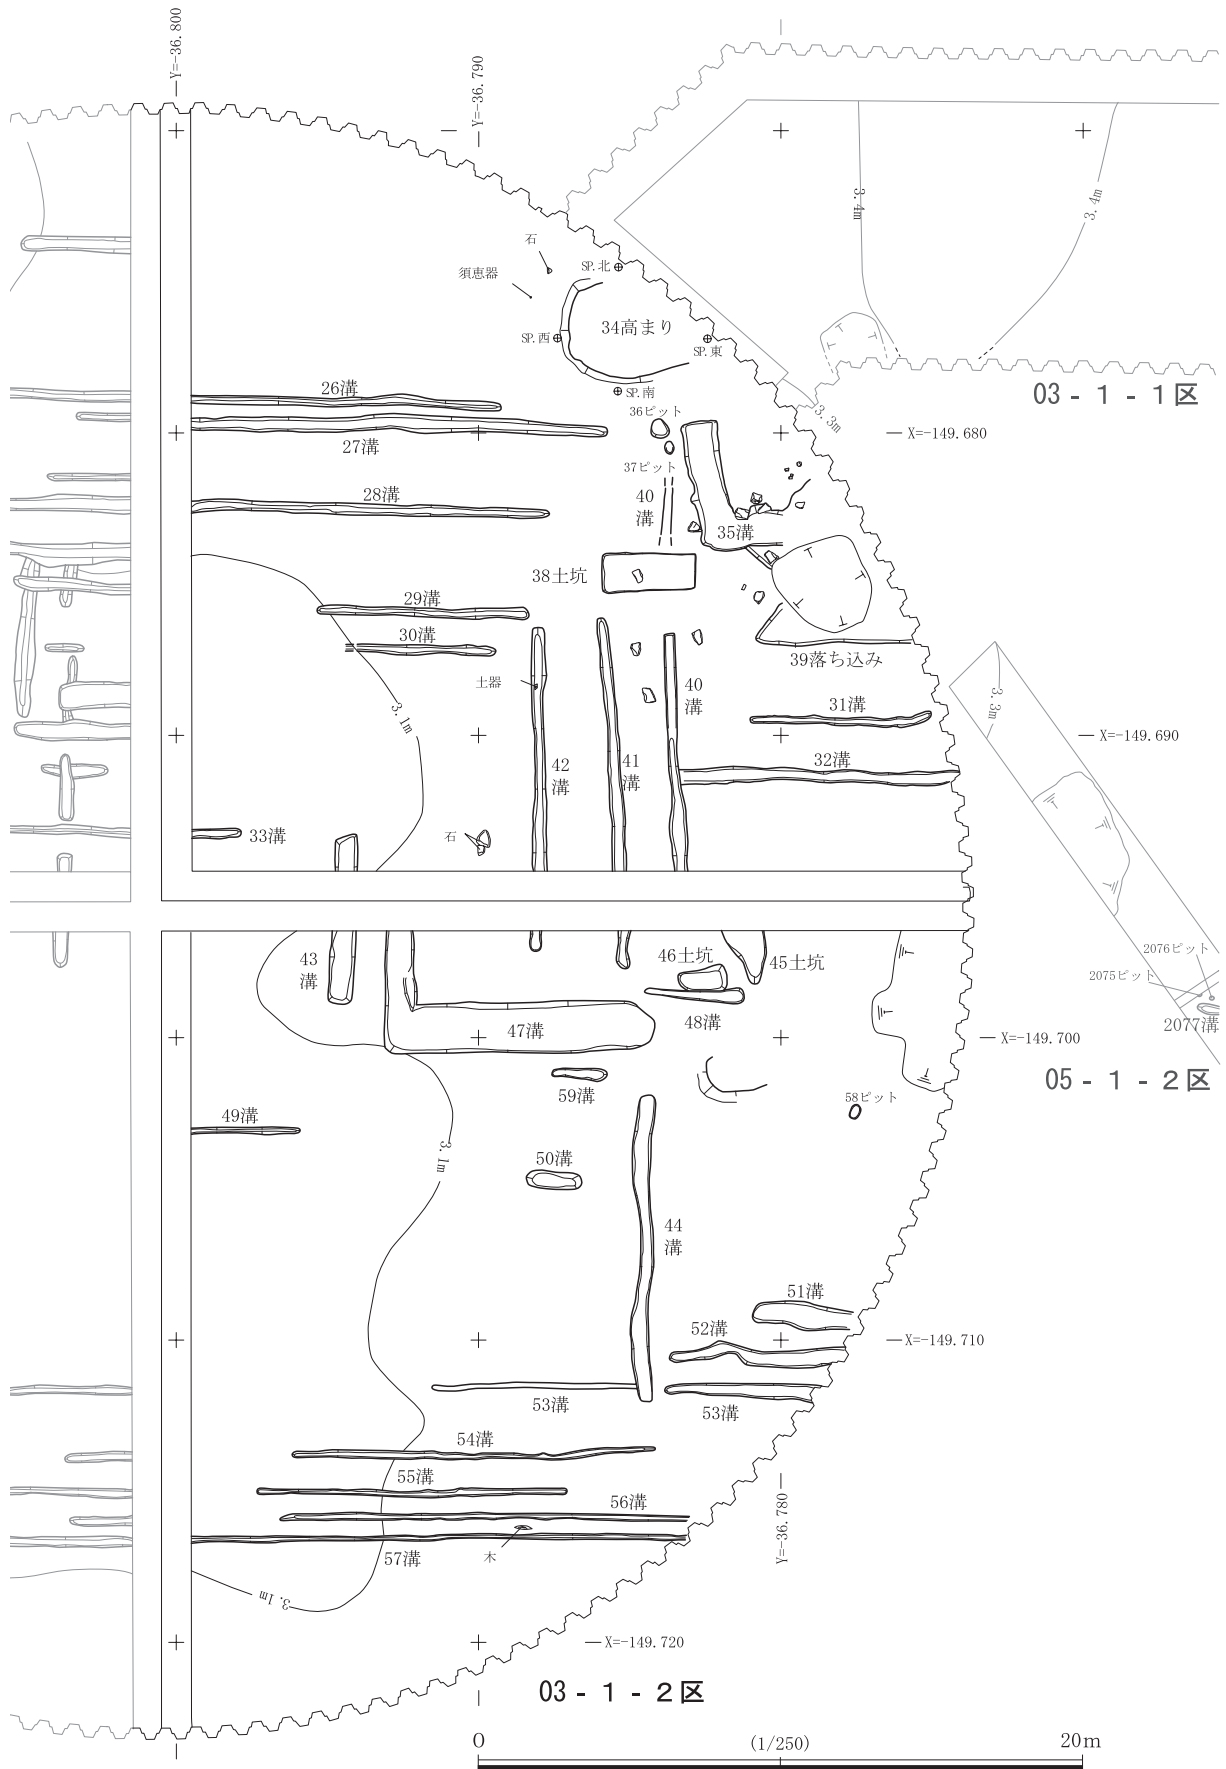 Y=-36.800
Y=-36.790
石
SP.北
須恵器
34高まり
SP.西
SP.東
SP.南
3.4m
3.4m
3.3m
03 - 1 - 1区
26溝
36ピット
X=-149.680
27溝
37ピット
28溝
40
溝
35溝
38土坑
29溝
30溝
39落ち込み
土器
40
溝
3.3m
3.1m
31溝
X=-149.690
32溝
42
溝
41
溝
33溝
石
43
溝
46土坑
45土坑
2076ピット
2075ピット
48溝
47溝
2077溝
X=-149.700
59溝
05 - 1 - 2区
58ピット
49溝
3.1m
50溝
44
溝
51溝
52溝
X=-149.710
53溝
53溝
54溝
55溝
56溝
Y=-36.780
57溝
木
3.1m
X=-149.720
03 - 1 - 2区
0
(1/250)
20m